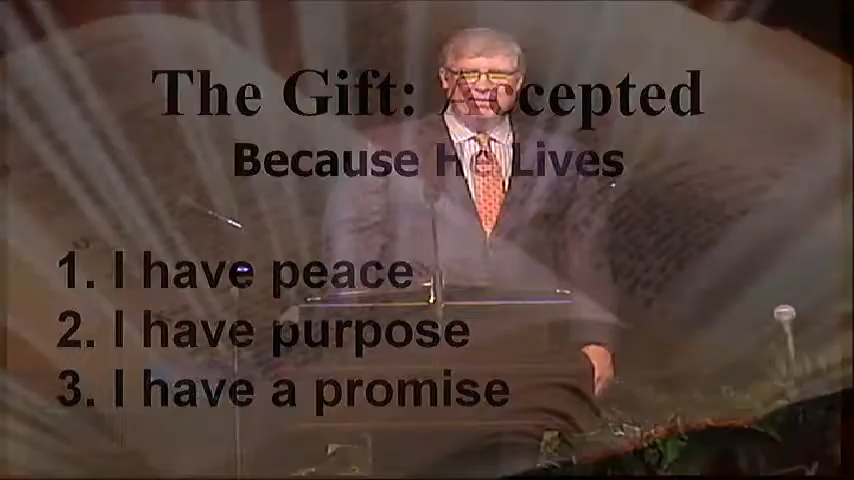 The Gift: Accepted
Because He Lives
1. I have peace
2. I have purpose
3. I have a promise